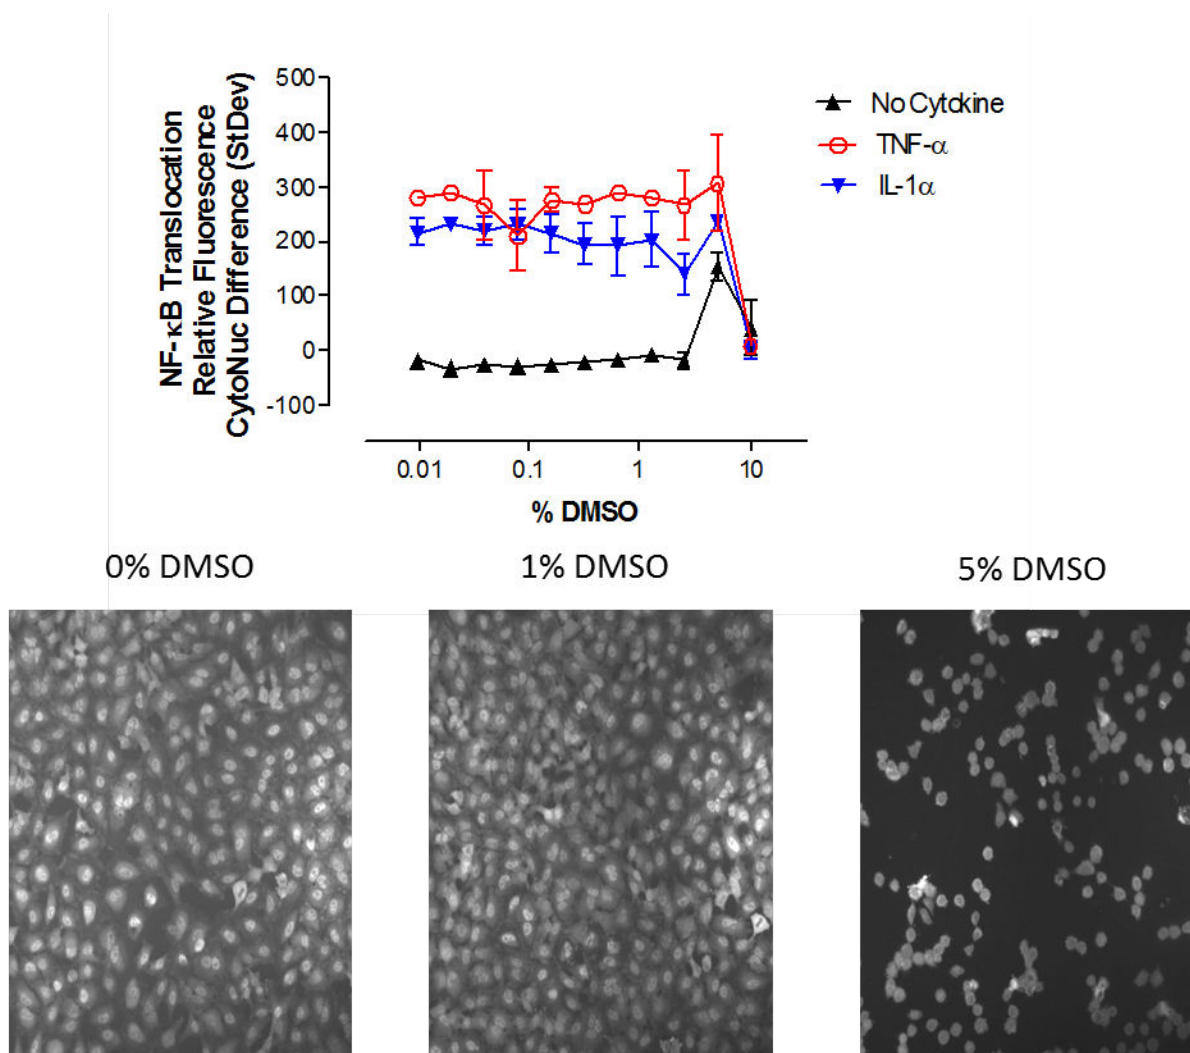 NF-κB Translocation
Relative Fluorescence
CytoNuc Difference (StDev)
500
400
300
200
100
0
-100
0.01 0.1 1 10
% DMSO
No Cytokine
TNF-α
IL-1α
0% DMSO 1% DMSO 5% DMSO